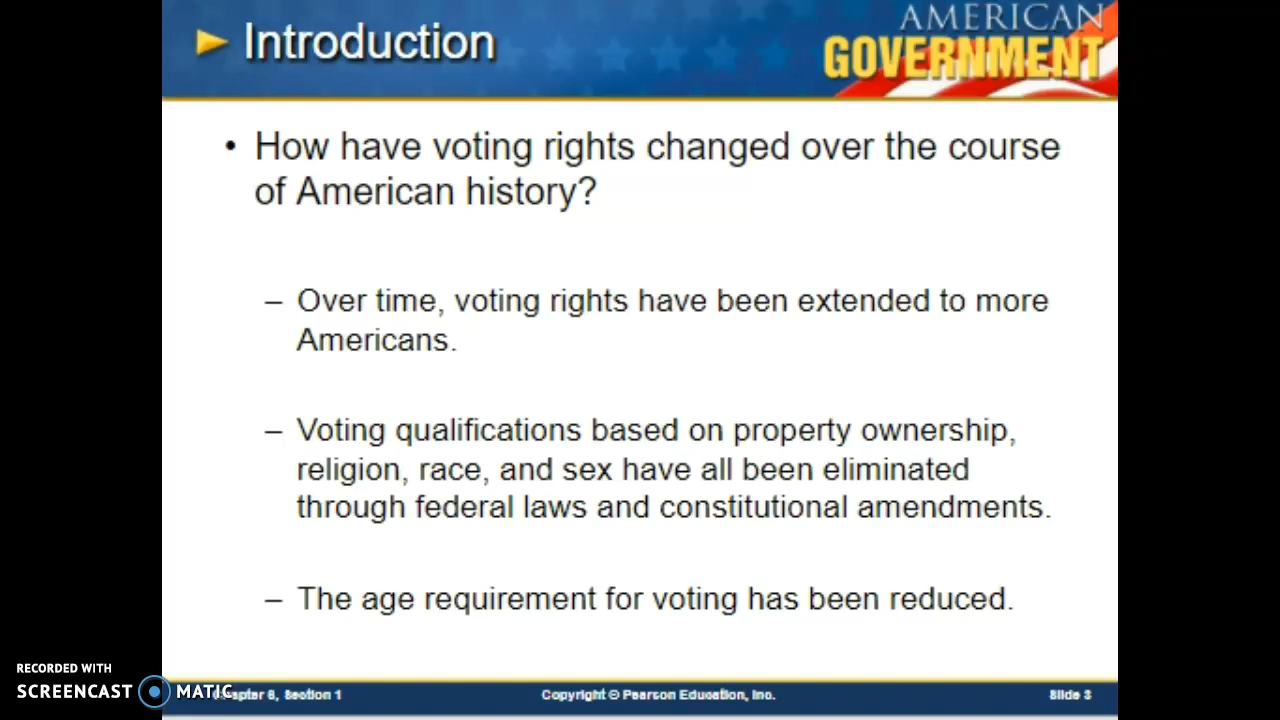 Introduction
AMERICAN
GOVERNMENT
• How have voting rights changed over the course
of American history?
– Over time, voting rights have been extended to more
Americans.
– Voting qualifications based on property ownership,
religion, race, and sex have all been eliminated
through federal laws and constitutional amendments.
– The age requirement for voting has been reduced.
RECORDED WITH
SCREENCAST MATIC
6, Section 1
Copyright © Pearson Education, Inc.
Slide 3